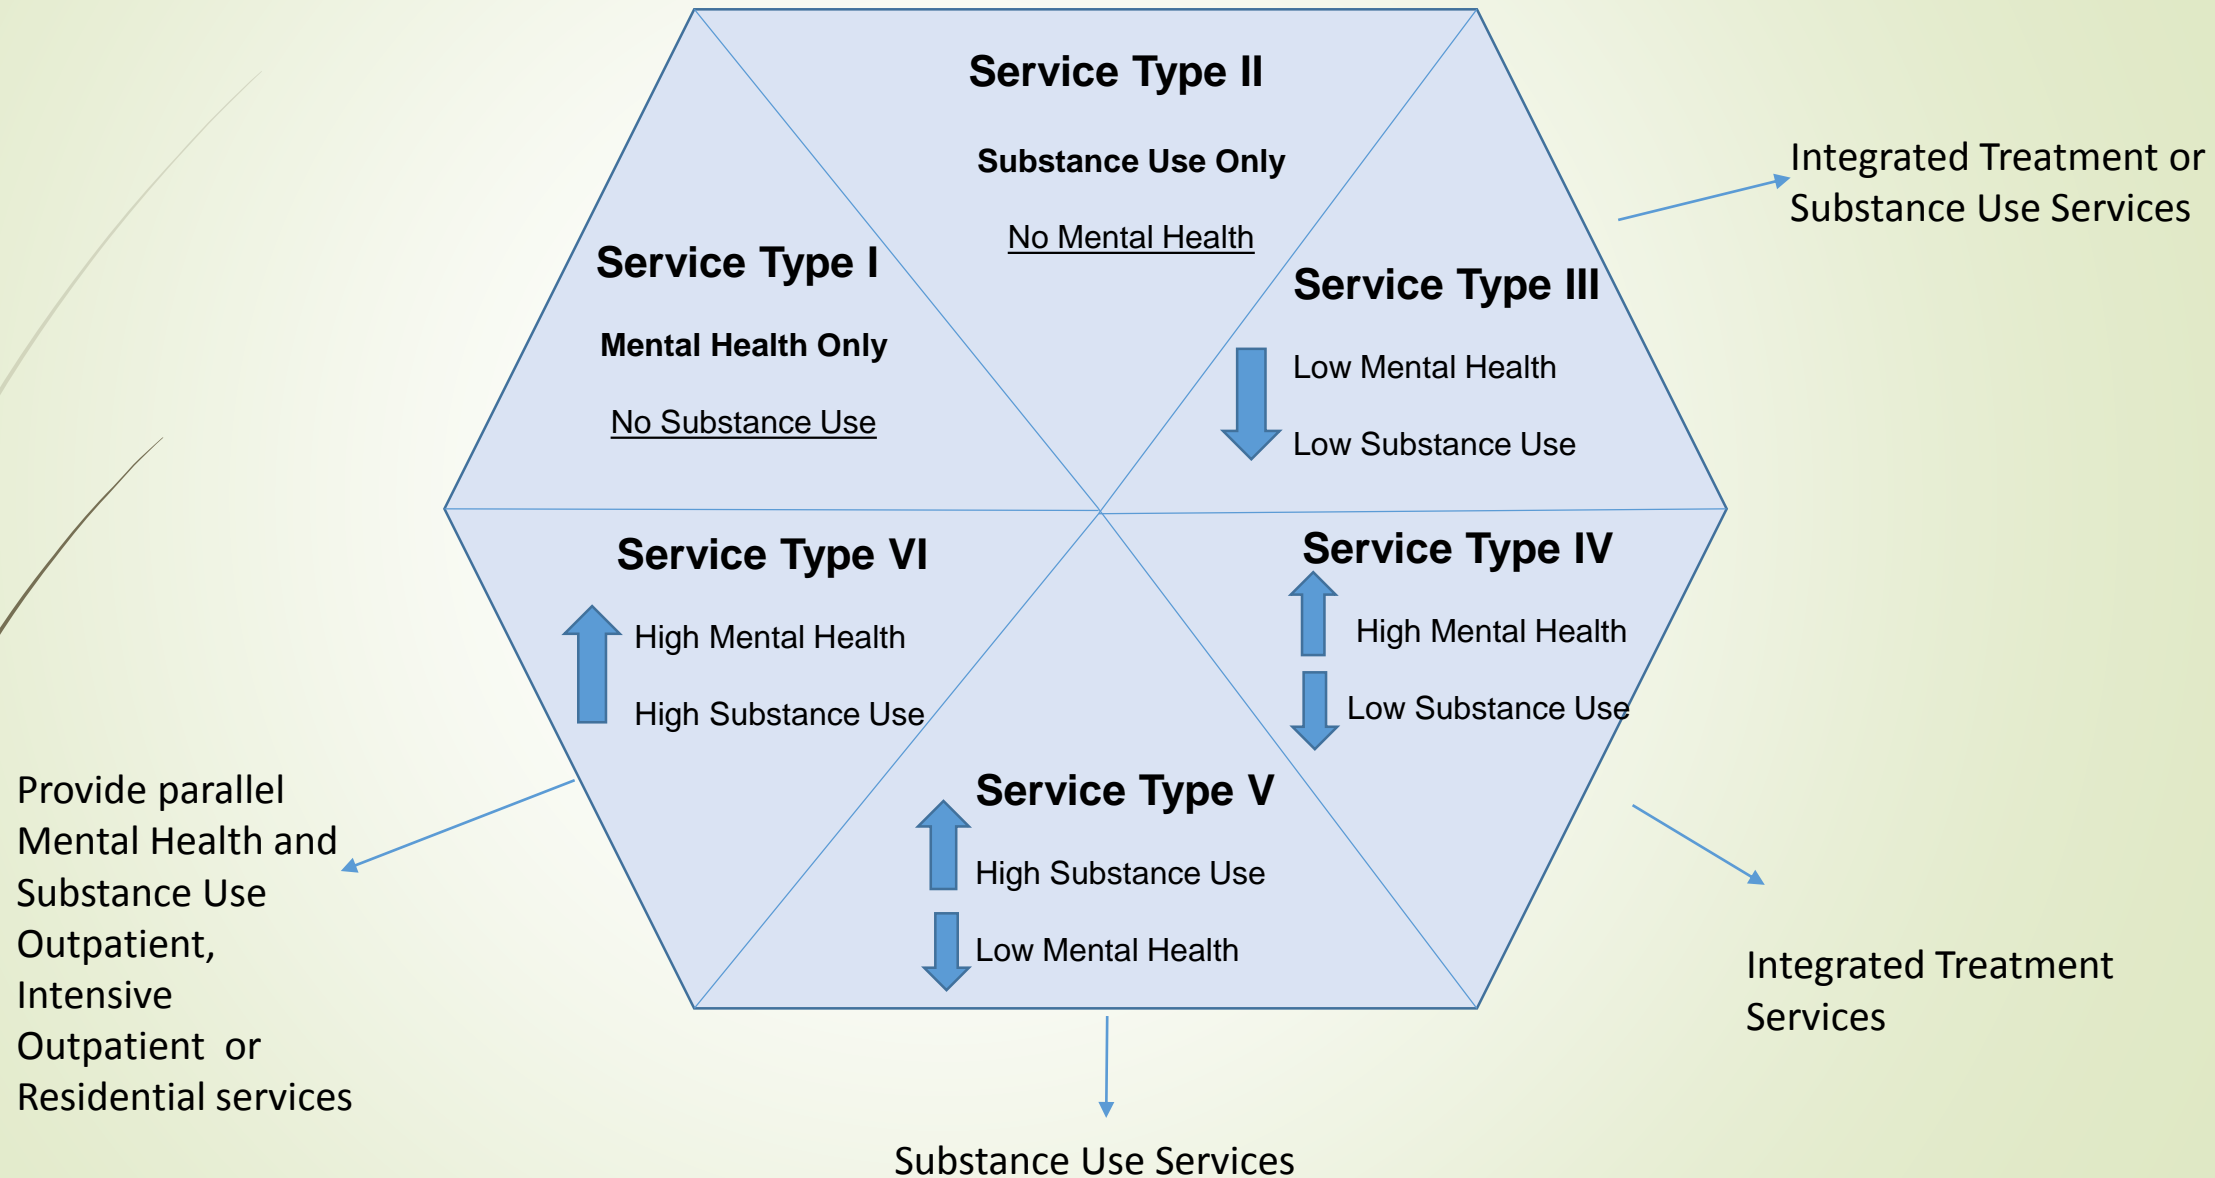 Service Type I
Mental Health Only
No Substance Use
Service Type II
Substance Use Only
No Mental Health
Service Type III
Low Mental Health
Low Substance Use
Integrated Treatment or
Substance Use Services
Service Type IV
High Mental Health
Low Substance Use
Integrated Treatment
Services
Service Type V
High Substance Use
Low Mental Health
Substance Use Services
Service Type VI
High Mental Health
High Substance Use
Provide parallel
Mental Health and
Substance Use
Outpatient,
Intensive
Outpatient or
Residential services